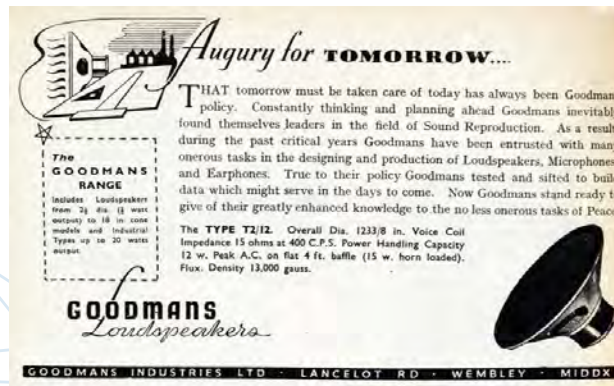 Augury for TOMORROW....
THAT tomorrow must be taken care of today has always been Goodman
policy. Constantly thinking and planning ahead Goodmans inevitabl
found themselves leaders in the field of Sound Reproduction. As a resul
during the past critical years Goodmans have been entrusted with man
onerous tasks in the designing and production of Loudspeakers, Microphones
and Earphones. True to their policy Goodmans tested and sifted to buil
data which might serve in the days to come. Now Goodmans stand ready t
give of their greatly enhanced knowledge to the no less onerous tasks of Peac
The
GOODMANS
RANGE
Includes Loudspeakers
from 2½ dia. (¼ watt
output) to 18 in cone
models and Industrial
Types up to 20 watts
output.
The TYPE T2/12. Overall Dia. 1233/8 in. Voice Coil
Impedance 15 ohms at 400 C.P.S. Power Handling Capacity
12 w. Peak A.C. on flat 4 ft. baffle (15 w. horn loaded).
Flux. Density 13,000 gauss.
GOODMANS
Loudspeakers
GOODMANS INDUSTRIES LTD · LANCELOT RD · WEMBLEY · MIDDX